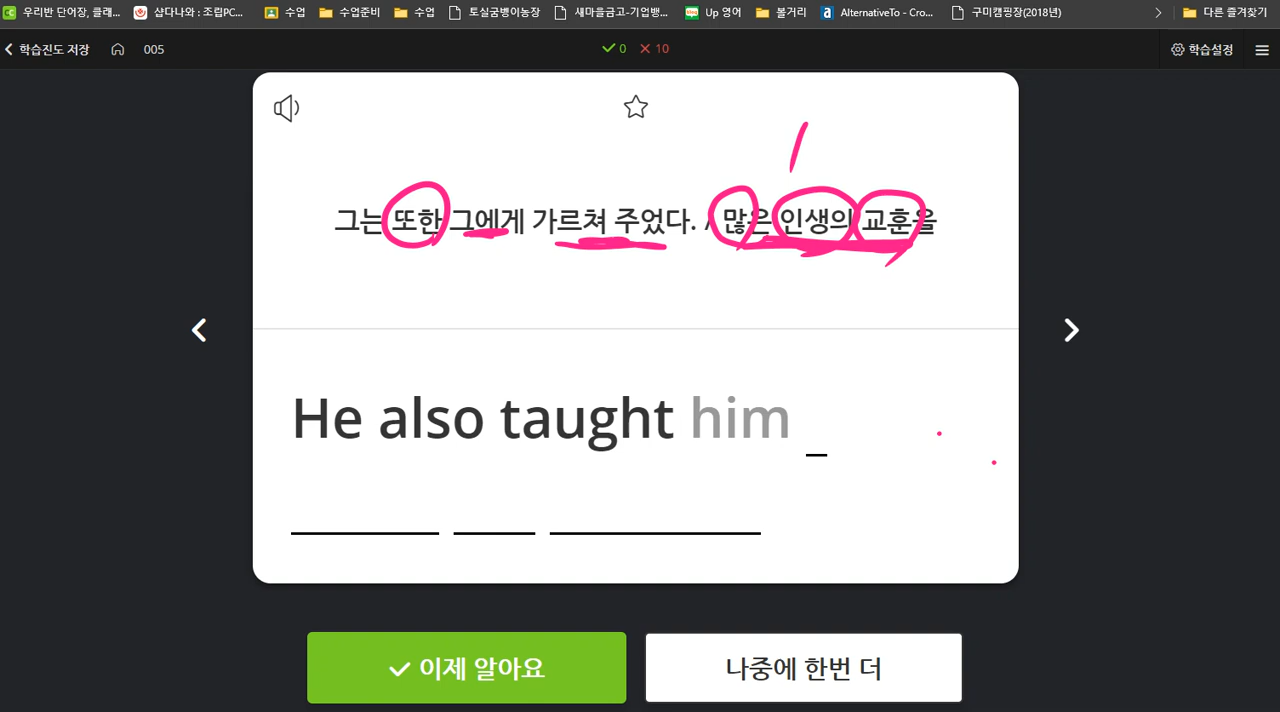 우리반 단어장, 클래... 샵다나와 : 조립PC... 수업 수업준비 수업 토실굼벵이농장 새마을금고-기업뱅... Up 영어 볼거리 AlternativeTo - Cro... 구미캠핑장(2018년) 다른 즐겨찾기
학습진도 저장 005 0 10 학습설정
그는 또한 그에게 가르쳐 주었다. / 많은 인생의 교훈을
He also taught him _
이제 알아요 나중에 한번 더